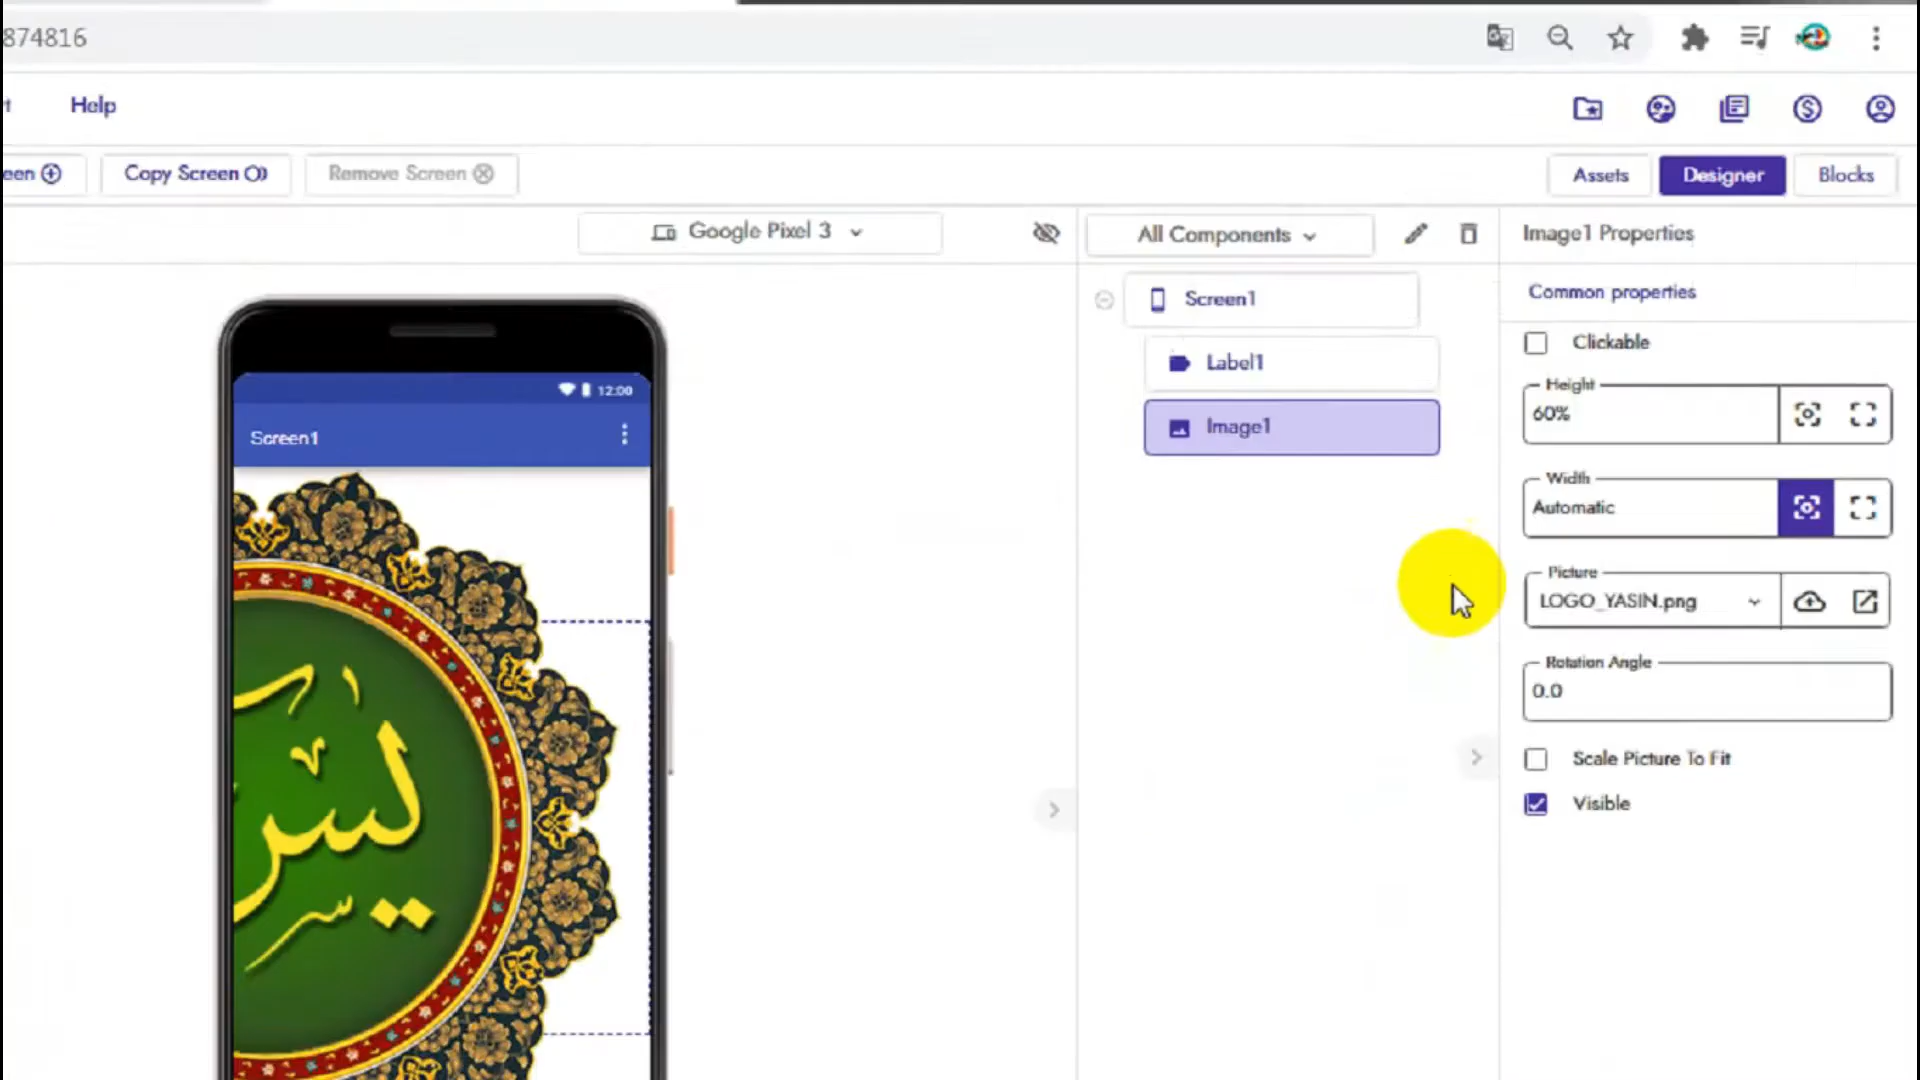 874816
Help
een
Copy Screen
Remove Screen
Assets
Designer
Blocks
Google Pixel 3
All Components
Image1 Properties
Common properties
Screen1
Label1
Image1
Clickable
Height
60%
Width
Automatic
Picture
LOGO_YASIN.png
Rotation Angle
0.0
Scale Picture To Fit
Visible
12:00
Screen1